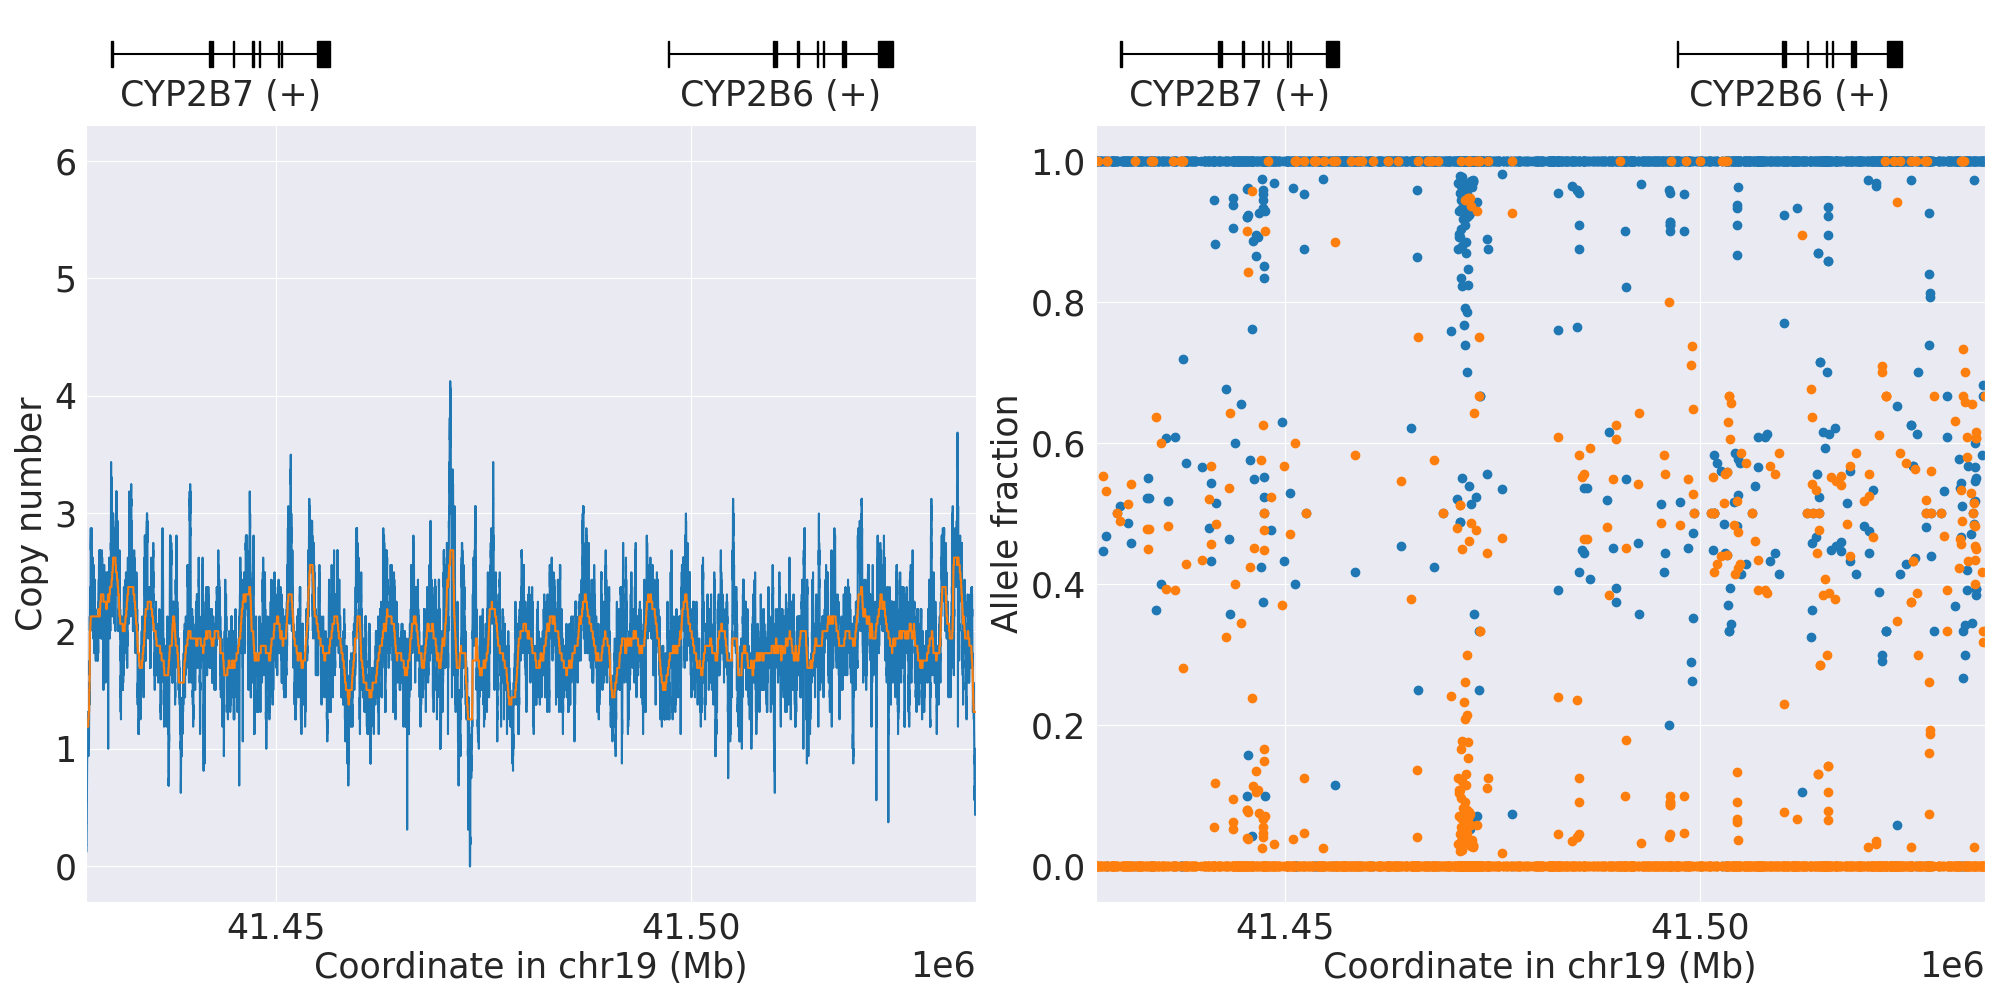 CYP2B7 (+)
CYP2B6 (+)
6
5
4
3
2
1
0
Copy number
41.45
41.50
Coordinate in chr19 (Mb)
1e6
CYP2B7 (+)
CYP2B6 (+)
1.0
0.8
0.6
0.4
0.2
0.0
Allele fraction
41.45
41.50
Coordinate in chr19 (Mb)
1e6